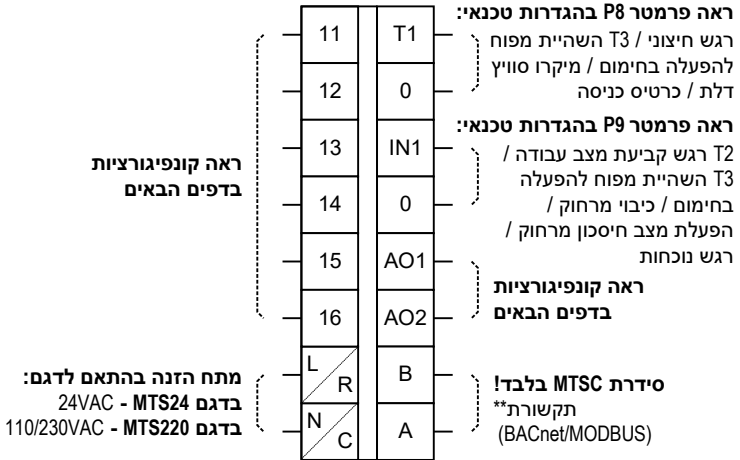 ראה פרמטר P8 בהגדרות טכנאי:
רגש חיצוני / T3 השהיית מפוח
להפעלה בחימום / מיקרו סוויץ
דלת / כרטיס כניסה
ראה פרמטר P9 בהגדרות טכנאי:
T2 רגש קביעת מצב עבודה /
T3 השהיית מפוח להפעלה
בחימום / כיבוי מרחוק /
הפעלת מצב חיסכון מרחוק /
רגש נוכחות
ראה קונפיגורציות
בדפים הבאים
סידרת MTSC בלבד!
תקשורת**
(BACnet/MODBUS)
T1
0
IN1
0
AO1
AO2
B
A
11
12
13
14
15
16
L R
N C
ראה קונפיגורציות
בדפים הבאים
מתח הזנה בהתאם לדגם:
בדגם MTS24 - 24VAC
בדגם MTS220 - 110/230VAC